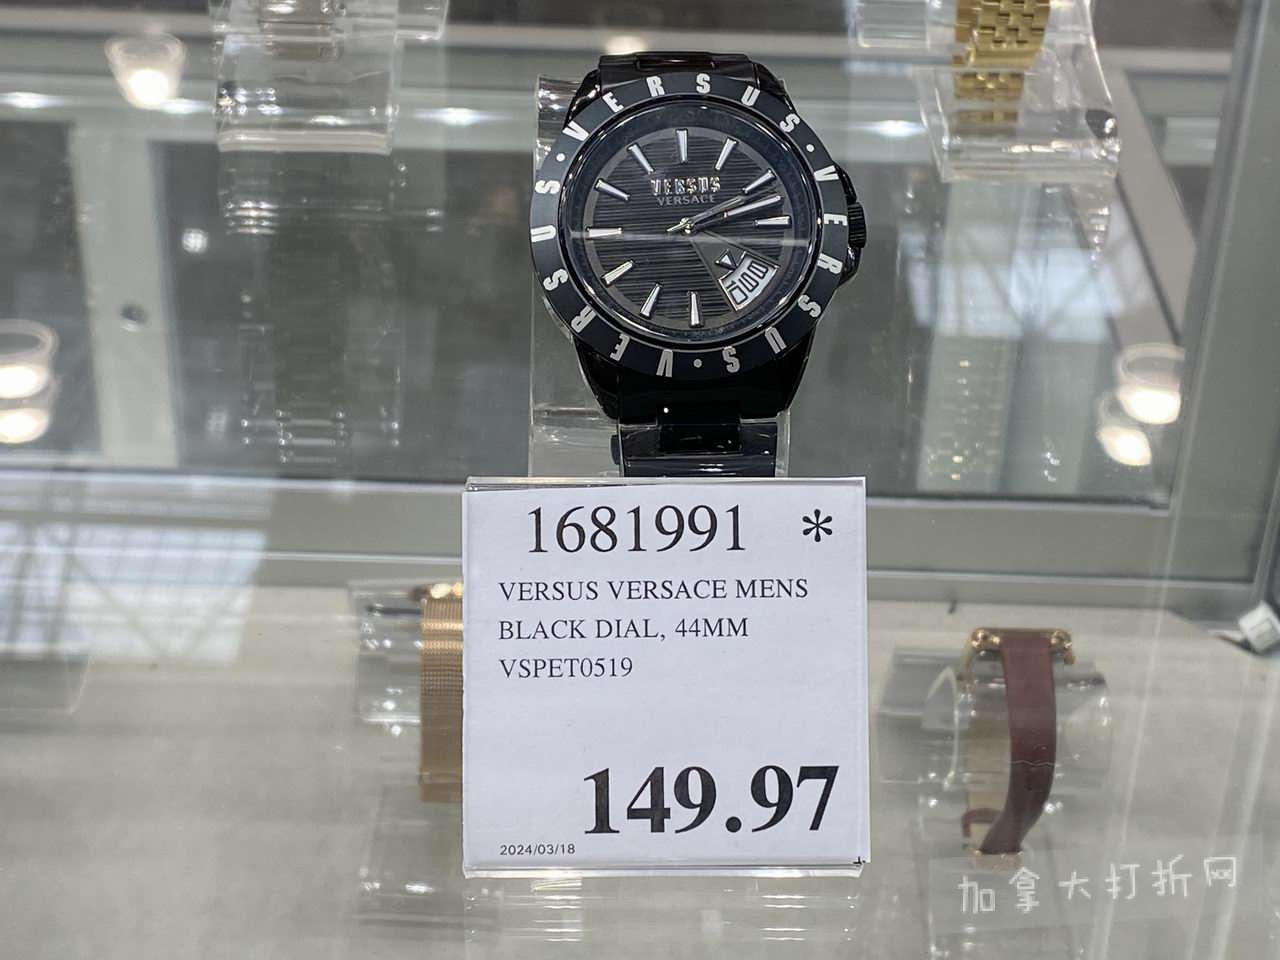 VERSUS · VERSUS · VERSUS · VERSUS
VERSUS
VERSACE
1681991 *
VERSUS VERSACE MENS
BLACK DIAL, 44MM
VSPET0519
149.97
2024/03/18
加拿大打折网